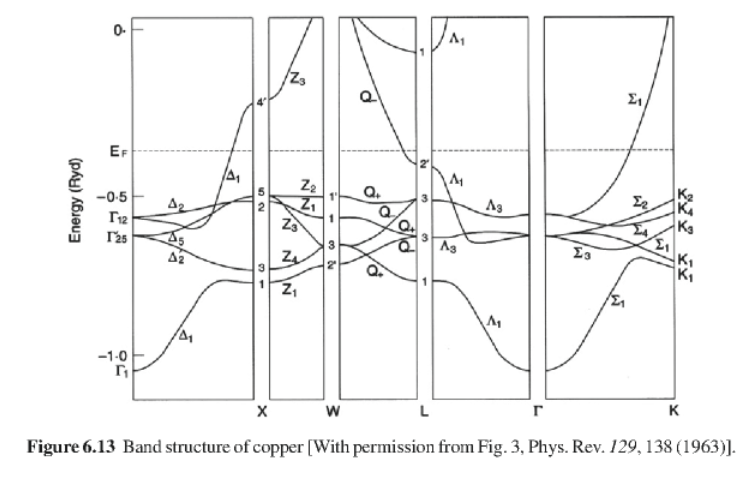 0·
E_F
−0·5
Γ12
Γ25
−1·0
Γ1
Energy (Ryd)
Δ2
Δ1
Δ5
Δ2'
Δ1
4'
5
2
3
1
Z3
Z2
Z1
Z3
Z4
Z1
1'
1
3
2'
Q−
Q+
Q−
Q+
Q−
Q+
1
2'
3
3
1
Λ1
Λ1
Λ3
Λ3
Λ1
Σ1
Σ2
Σ4
Σ3
Σ1
Σ1
K2
K4
K3
K1
K1
X W L Γ K
Figure 6.13 Band structure of copper [With permission from Fig. 3, Phys. Rev. 129, 138 (1963)].